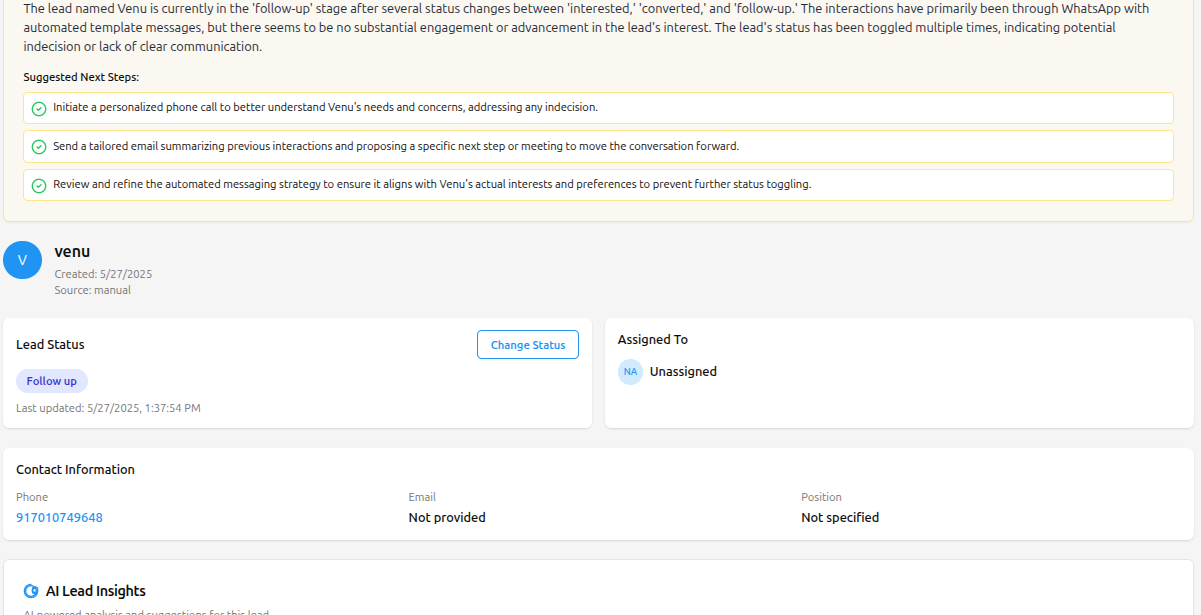 The lead named Venu is currently in the 'follow-up' stage after several status changes between 'interested,' 'converted,' and 'follow-up.' The interactions have primarily been through WhatsApp with
automated template messages, but there seems to be no substantial engagement or advancement in the lead's interest. The lead's status has been toggled multiple times, indicating potential
indecision or lack of clear communication.
Suggested Next Steps:
Initiate a personalized phone call to better understand Venu's needs and concerns, addressing any indecision.
Send a tailored email summarizing previous interactions and proposing a specific next step or meeting to move the conversation forward.
Review and refine the automated messaging strategy to ensure it aligns with Venu's actual interests and preferences to prevent further status toggling.
V
venu
Created: 5/27/2025
Source: manual
Lead Status
Change Status
Follow up
Last updated: 5/27/2025, 1:37:54 PM
Assigned To
NA
Unassigned
Contact Information
Phone
917010749648
Email
Not provided
Position
Not specified
AI Lead Insights
AI-powered analysis and suggestions for this lead